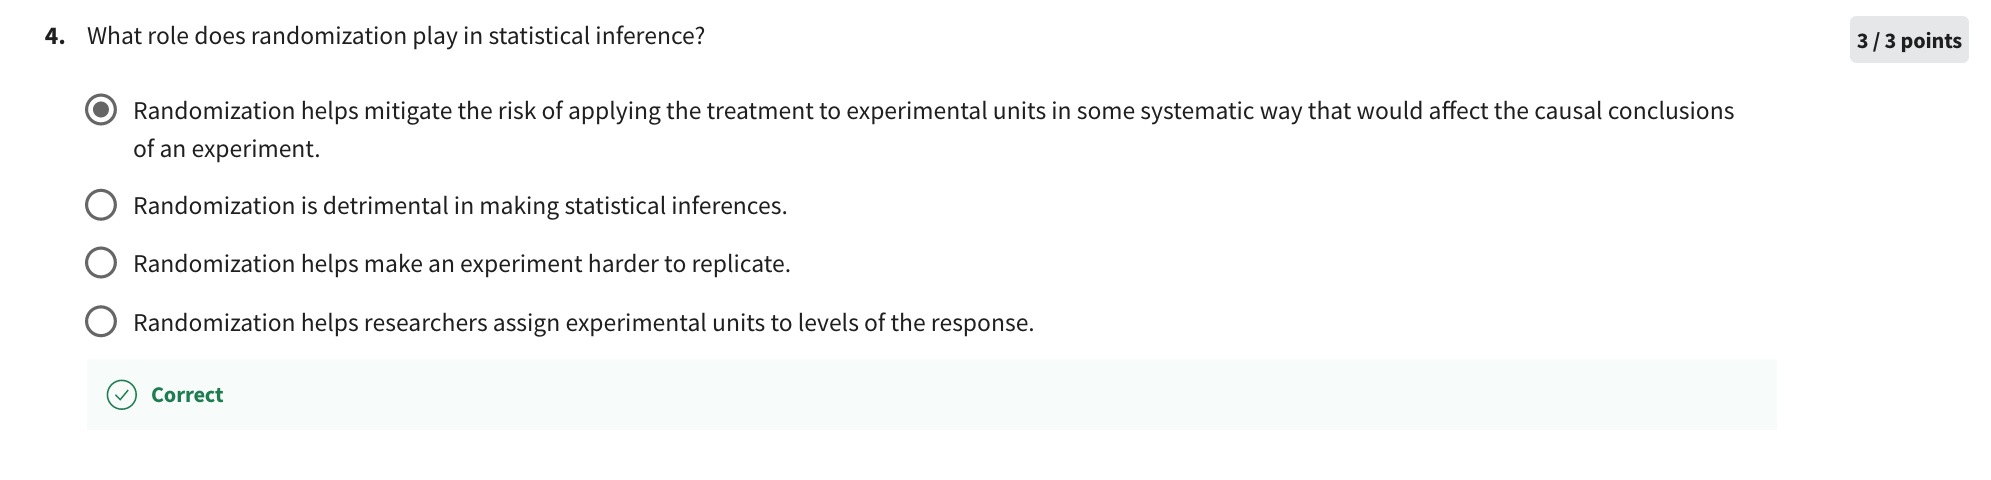 4. What role does randomization play in statistical inference?
3 / 3 points
Randomization helps mitigate the risk of applying the treatment to experimental units in some systematic way that would affect the causal conclusions
of an experiment.
Randomization is detrimental in making statistical inferences.
Randomization helps make an experiment harder to replicate.
Randomization helps researchers assign experimental units to levels of the response.
Correct